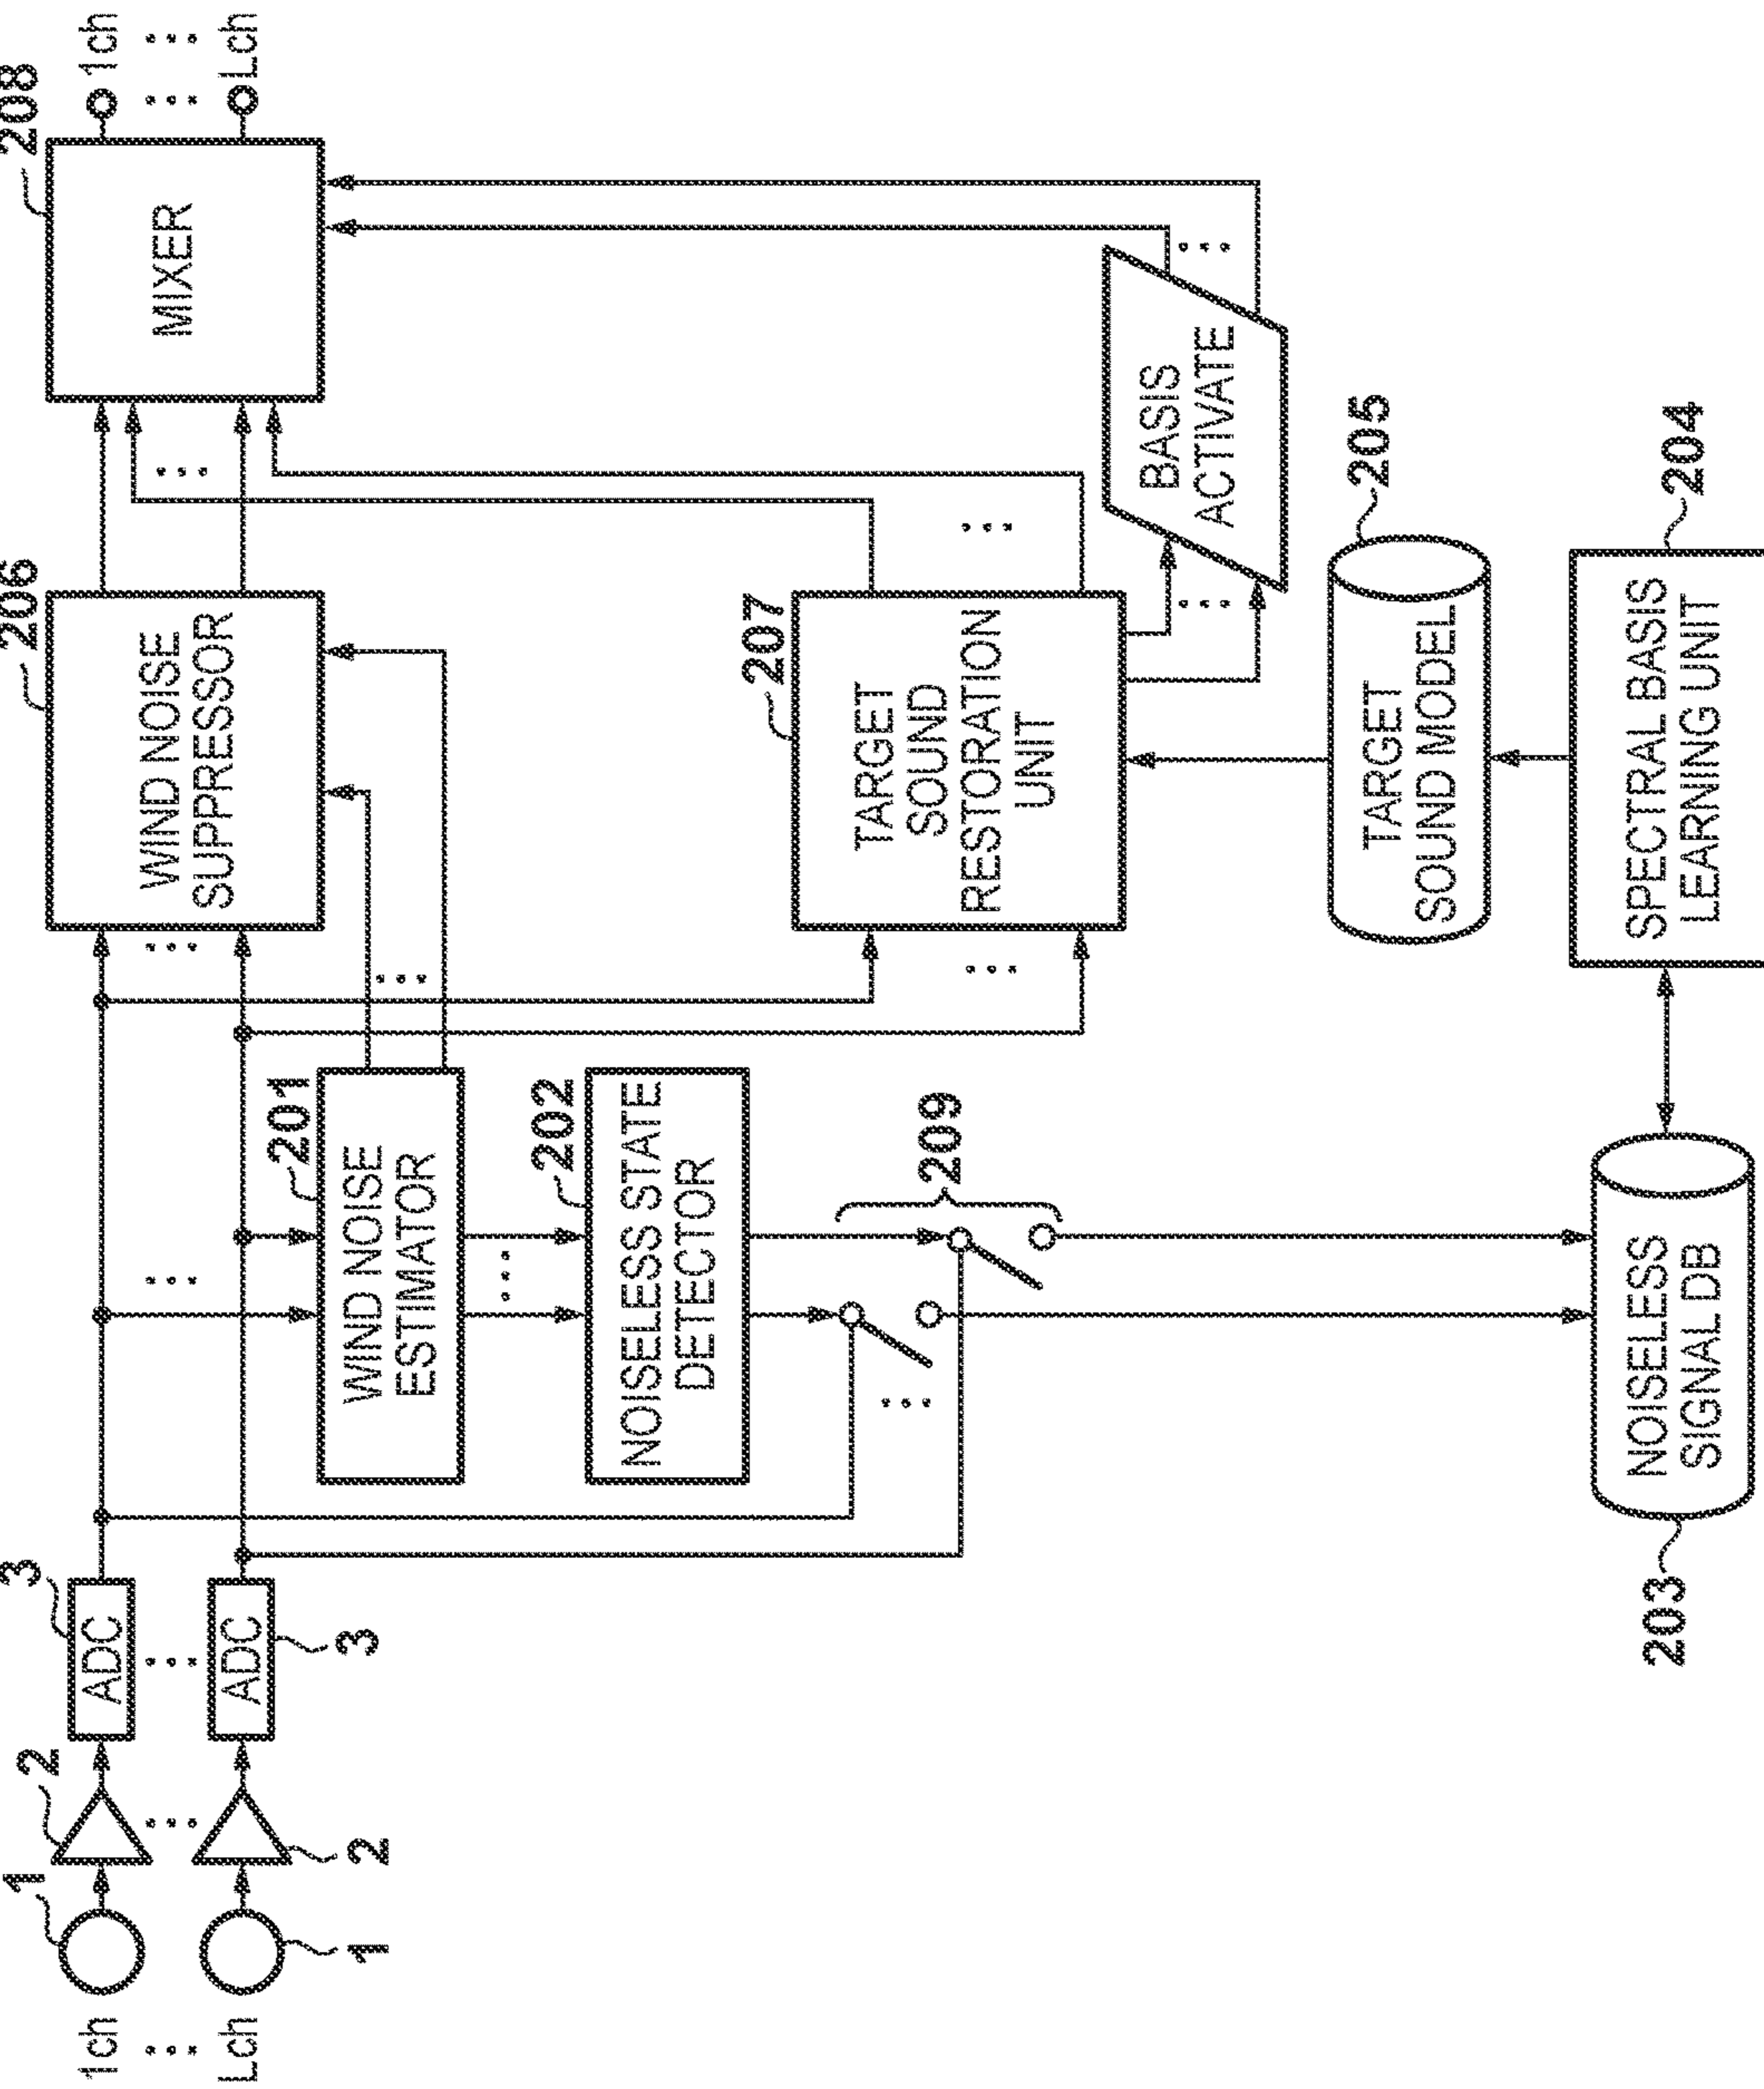 1ch
Lch
1
1
2
2
3
ADC
ADC
3
201
WIND NOISE
ESTIMATOR
202
NOISELESS STATE
DETECTOR
209
203
NOISELESS
SIGNAL DB
206
WIND NOISE
SUPPRESSOR
207
TARGET
SOUND
RESTORATION
UNIT
205
TARGET
SOUND MODEL
204
SPECTRAL BASIS
LEARNING UNIT
BASIS
ACTIVATE
208
MIXER
1ch
Lch